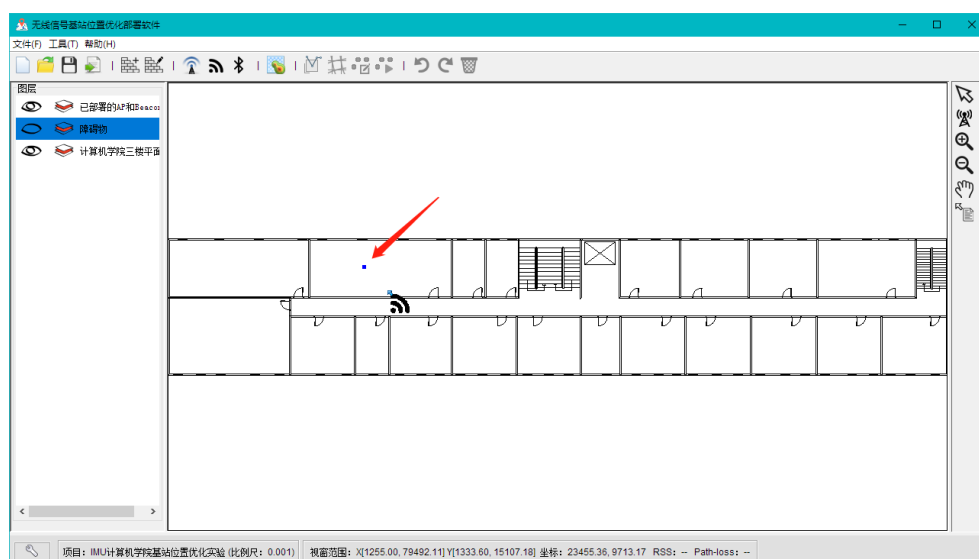 无线信号基站位置优化部署软件
文件(F) 工具(T) 帮助(H)
图层
已部署的AP和Beacon
障碍物
计算机学院三楼平面
项目：IMU计算机学院基站位置优化实验 (比例尺：0.001) 视窗范围：X[1255.00, 79492.11] Y[1333.60, 15107.18] 坐标：23455.36, 9713.17 RSS：-- Path-loss：--